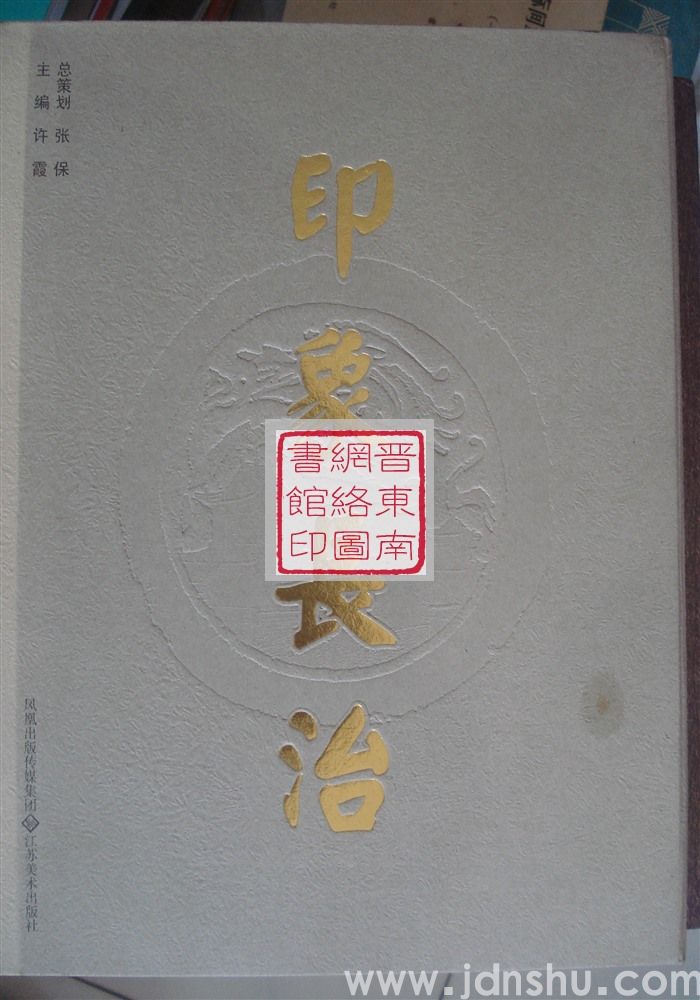 总策划 张保
主编 许霞
印象長治
晋東南
網絡圖
書館印
凤凰出版传媒集团
江苏美术出版社
www.jdnshu.com